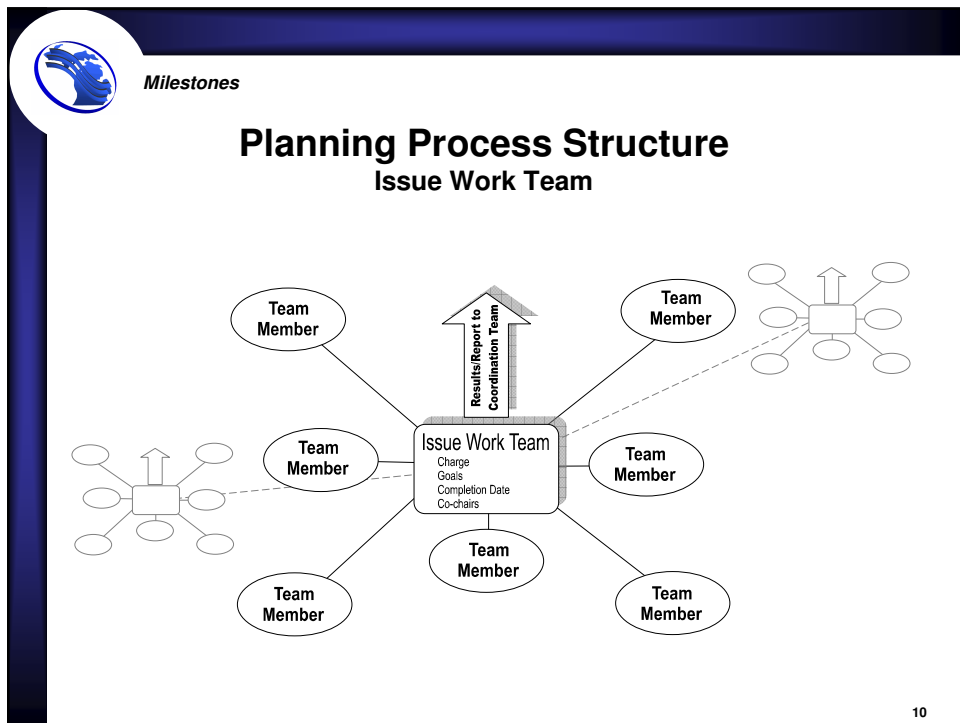 Milestones
Planning Process Structure
Issue Work Team
Team
Member
Results/Report to
Coordination Team
Team
Member
Team
Member
Issue Work Team
Charge
Goals
Completion Date
Co-chairs
Team
Member
Team
Member
Team
Member
Team
Member
10